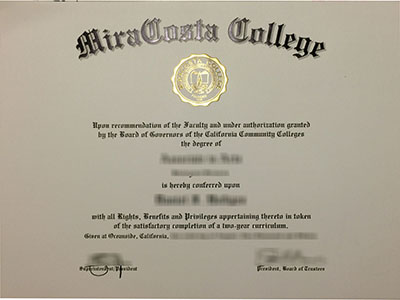 MiraCosta College
Upon recommendation of the Faculty and under authorization granted
by the Board of Governors of the California Community Colleges
the degree of
is hereby conferred upon
with all Rights, Benefits and Privileges appertaining thereto in token
of the satisfactory completion of a two-year curriculum.
Given at Oceanside, California,
Superintendent/President
President, Board of Trustees